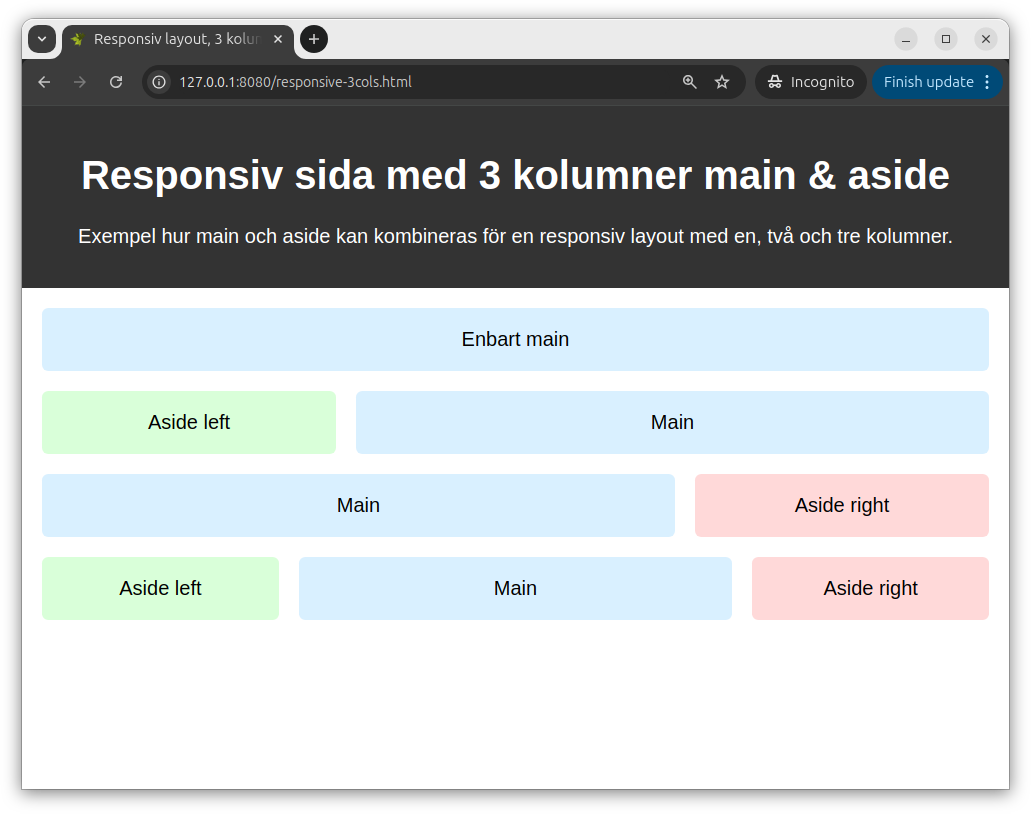 Responsiv layout, 3 kolun
127.0.0.1:8080/responsive-3cols.html
Incognito
Finish update
Responsiv sida med 3 kolumner main & aside
Exempel hur main och aside kan kombineras för en responsiv layout med en, två och tre kolumner.
Enbart main
Aside left
Main
Main
Aside right
Aside left
Main
Aside right